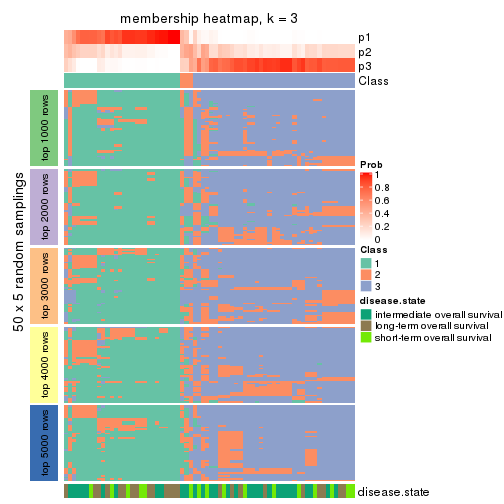 membership heatmap, k = 3
p1
p2
p3
Class
50 x 5 random samplings
top 1000 rows
top 2000 rows
top 3000 rows
top 4000 rows
top 5000 rows
Prob
1
0.8
0.6
0.4
0.2
0
Class
1
2
3
disease.state
intermediate overall survival
long-term overall survival
short-term overall survival
disease.state